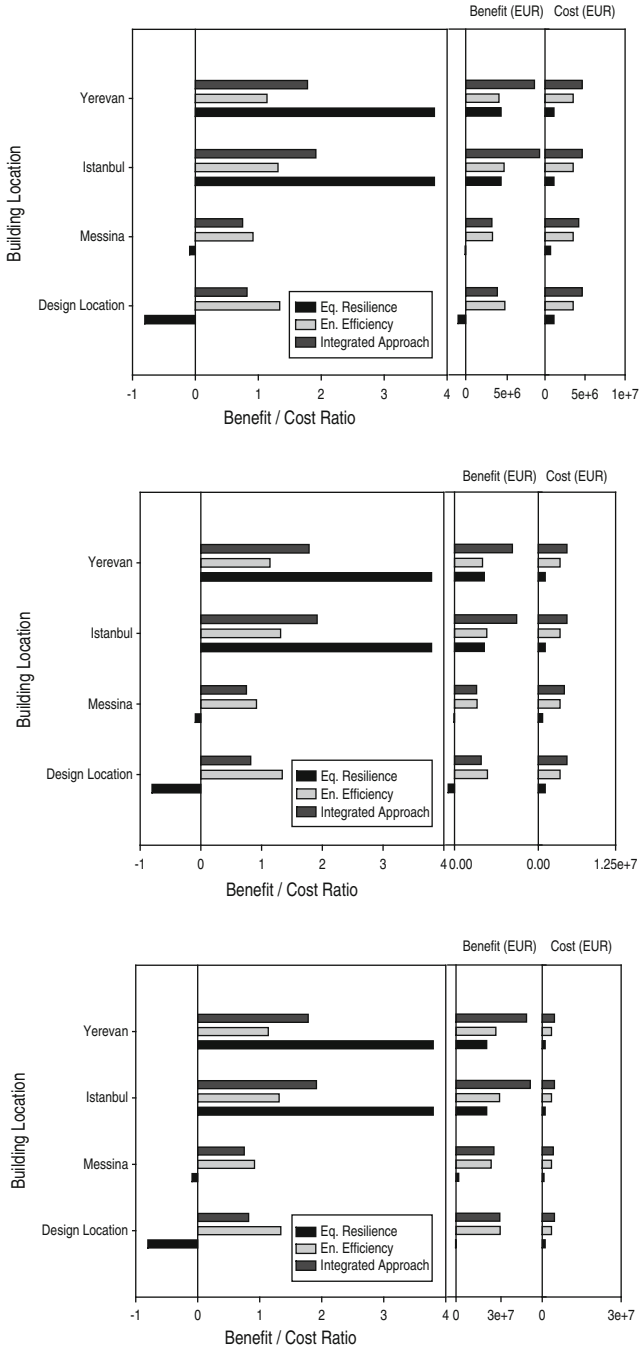 Benefit (EUR) Cost (EUR)
Building Location
Yerevan
Istanbul
Messina
Design Location
Eq. Resilience
En. Efficiency
Integrated Approach
-1 0 1 2 3 4 0 5e+6 0 5e+6 1e+7
Benefit / Cost Ratio
Benefit (EUR) Cost (EUR)
Building Location
Yerevan
Istanbul
Messina
Design Location
Eq. Resilience
En. Efficiency
Integrated Approach
-1 0 1 2 3 4 0.00 0.00 1.25e+7
Benefit / Cost Ratio
Benefit (EUR) Cost (EUR)
Building Location
Yerevan
Istanbul
Messina
Design Location
Eq. Resilience
En. Efficiency
Integrated Approach
-1 0 1 2 3 4 0 3e+7 0 3e+7
Benefit / Cost Ratio